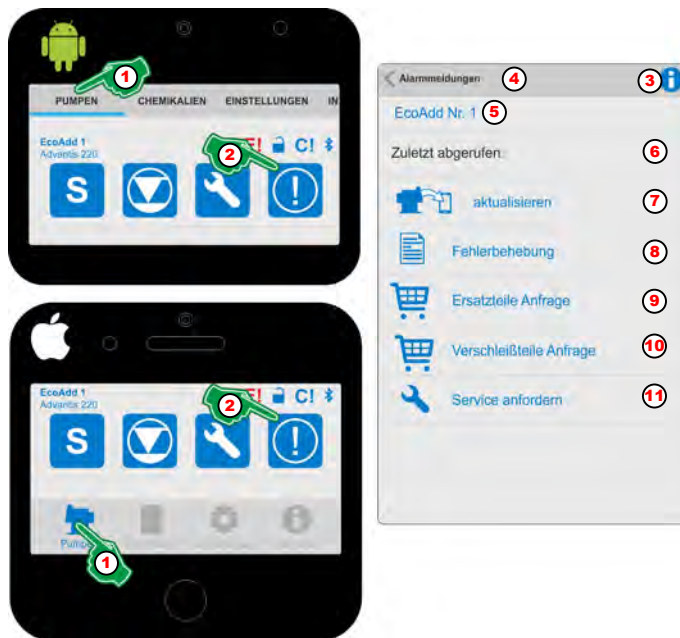 PUMPEN CHEMIKALIEN EINSTELLUNGEN IN
1
EcoAdd 1
Advantis 220
E! C!
2
S
!
EcoAdd 1
Advantis 220
E! C!
2
S
!
Pumpen
1
Alarmmeldungen 4 3 i
EcoAdd Nr. 1 5
Zuletzt abgerufen: 6
aktualisieren 7
Fehlerbehebung 8
Ersatzteile Anfrage 9
Verschleißteile Anfrage 10
Service anfordern 11